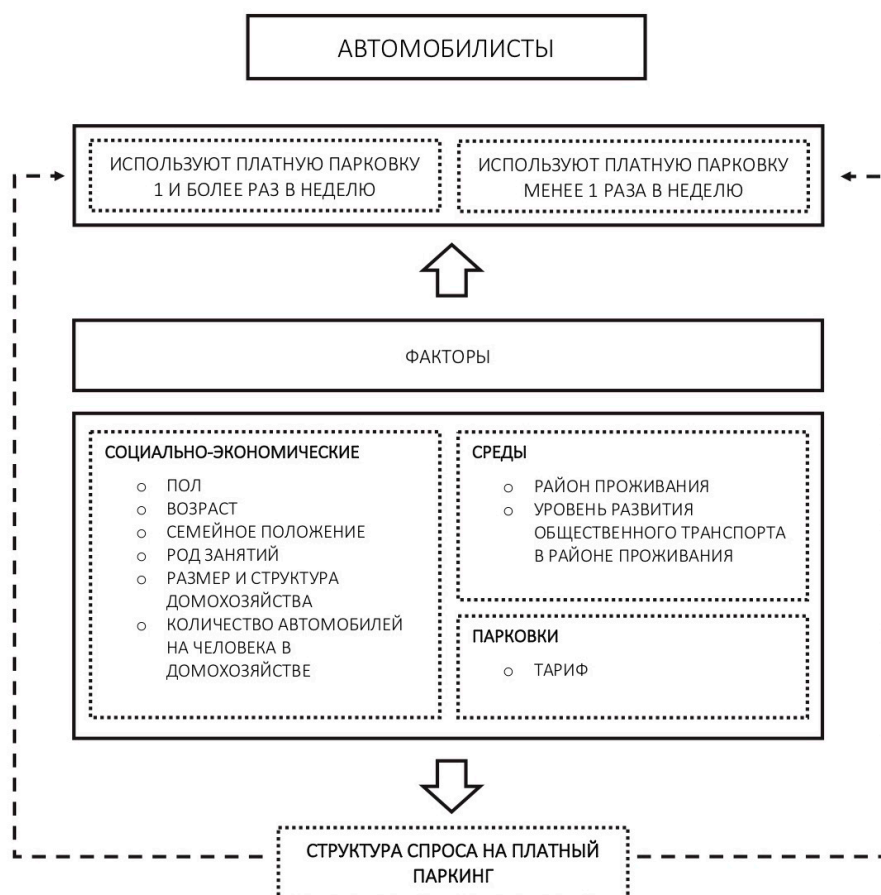 АВТОМОБИЛИСТЫ
ИСПОЛЬЗУЮТ ПЛАТНУЮ ПАРКОВКУ
1 И БОЛЕЕ РАЗ В НЕДЕЛЮ
ИСПОЛЬЗУЮТ ПЛАТНУЮ ПАРКОВКУ
МЕНЕЕ 1 РАЗА В НЕДЕЛЮ
ФАКТОРЫ
СОЦИАЛЬНО-ЭКОНОМИЧЕСКИЕ
o ПОЛ
o ВОЗРАСТ
o СЕМЕЙНОЕ ПОЛОЖЕНИЕ
o РОД ЗАНЯТИЙ
o РАЗМЕР И СТРУКТУРА
ДОМОХОЗЯЙСТВА
o КОЛИЧЕСТВО АВТОМОБИЛЕЙ
НА ЧЕЛОВЕКА В
ДОМОХОЗЯЙСТВЕ
СРЕДЫ
o РАЙОН ПРОЖИВАНИЯ
o УРОВЕНЬ РАЗВИТИЯ
ОБЩЕСТВЕННОГО ТРАНСПОРТА
В РАЙОНЕ ПРОЖИВАНИЯ
ПАРКОВКИ
o ТАРИФ
СТРУКТУРА СПРОСА НА ПЛАТНЫЙ
ПАРКИНГ